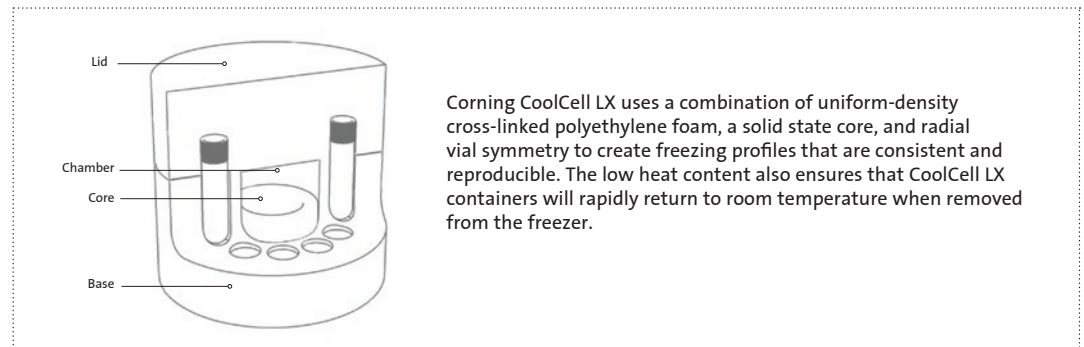 Lid
Chamber
Core
Base
Corning CoolCell LX uses a combination of uniform-density
cross-linked polyethylene foam, a solid state core, and radial
vial symmetry to create freezing profiles that are consistent and
reproducible. The low heat content also ensures that CoolCell LX
containers will rapidly return to room temperature when removed
from the freezer.